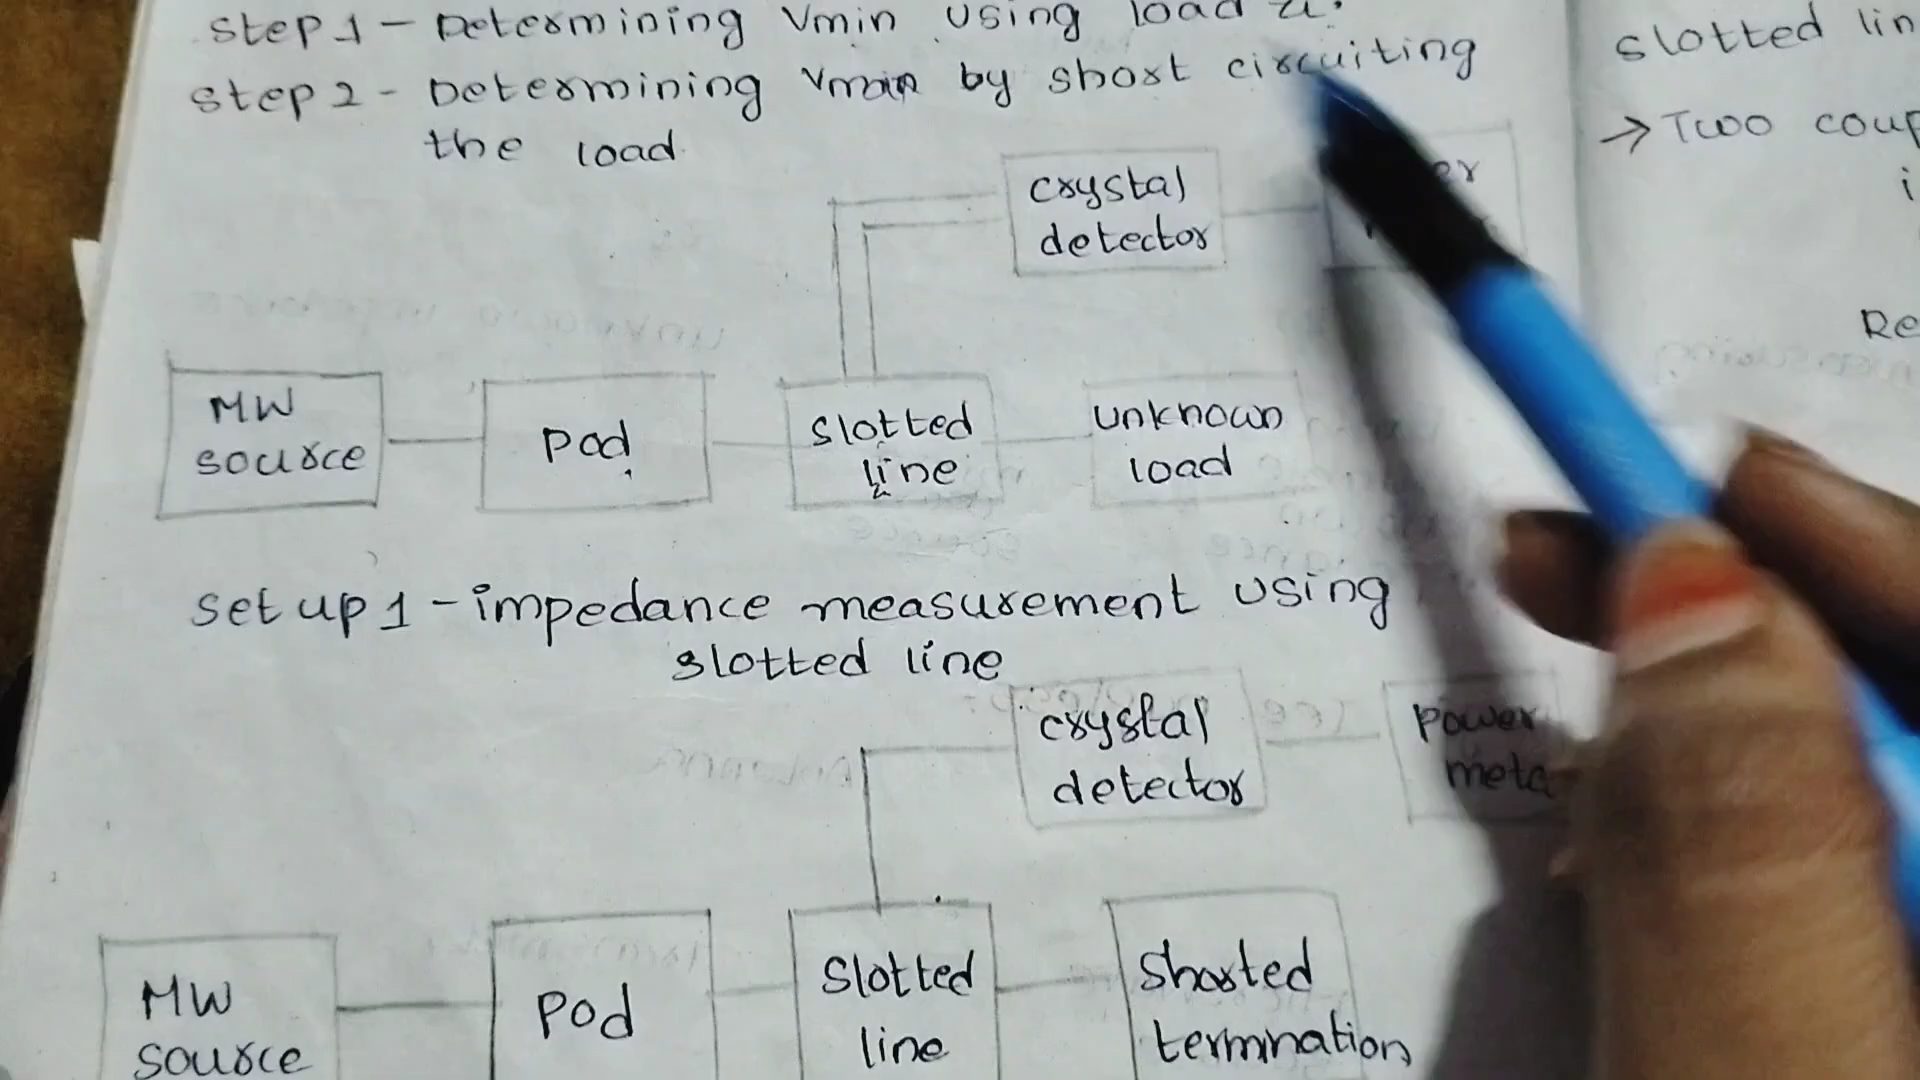 Step 1 - Determining Vmin using load
Step 2 - Determining Vmin by short circuiting
the load
crystal
detector
MW
source
Pod
slotted
line
unknown
load
set up 1 - impedance measurement using
slotted line
crystal
detector
power
mete
MW
source
Pod
Slotted
line
Shorted
termination
slotted lin
→ Two coup
i
Re